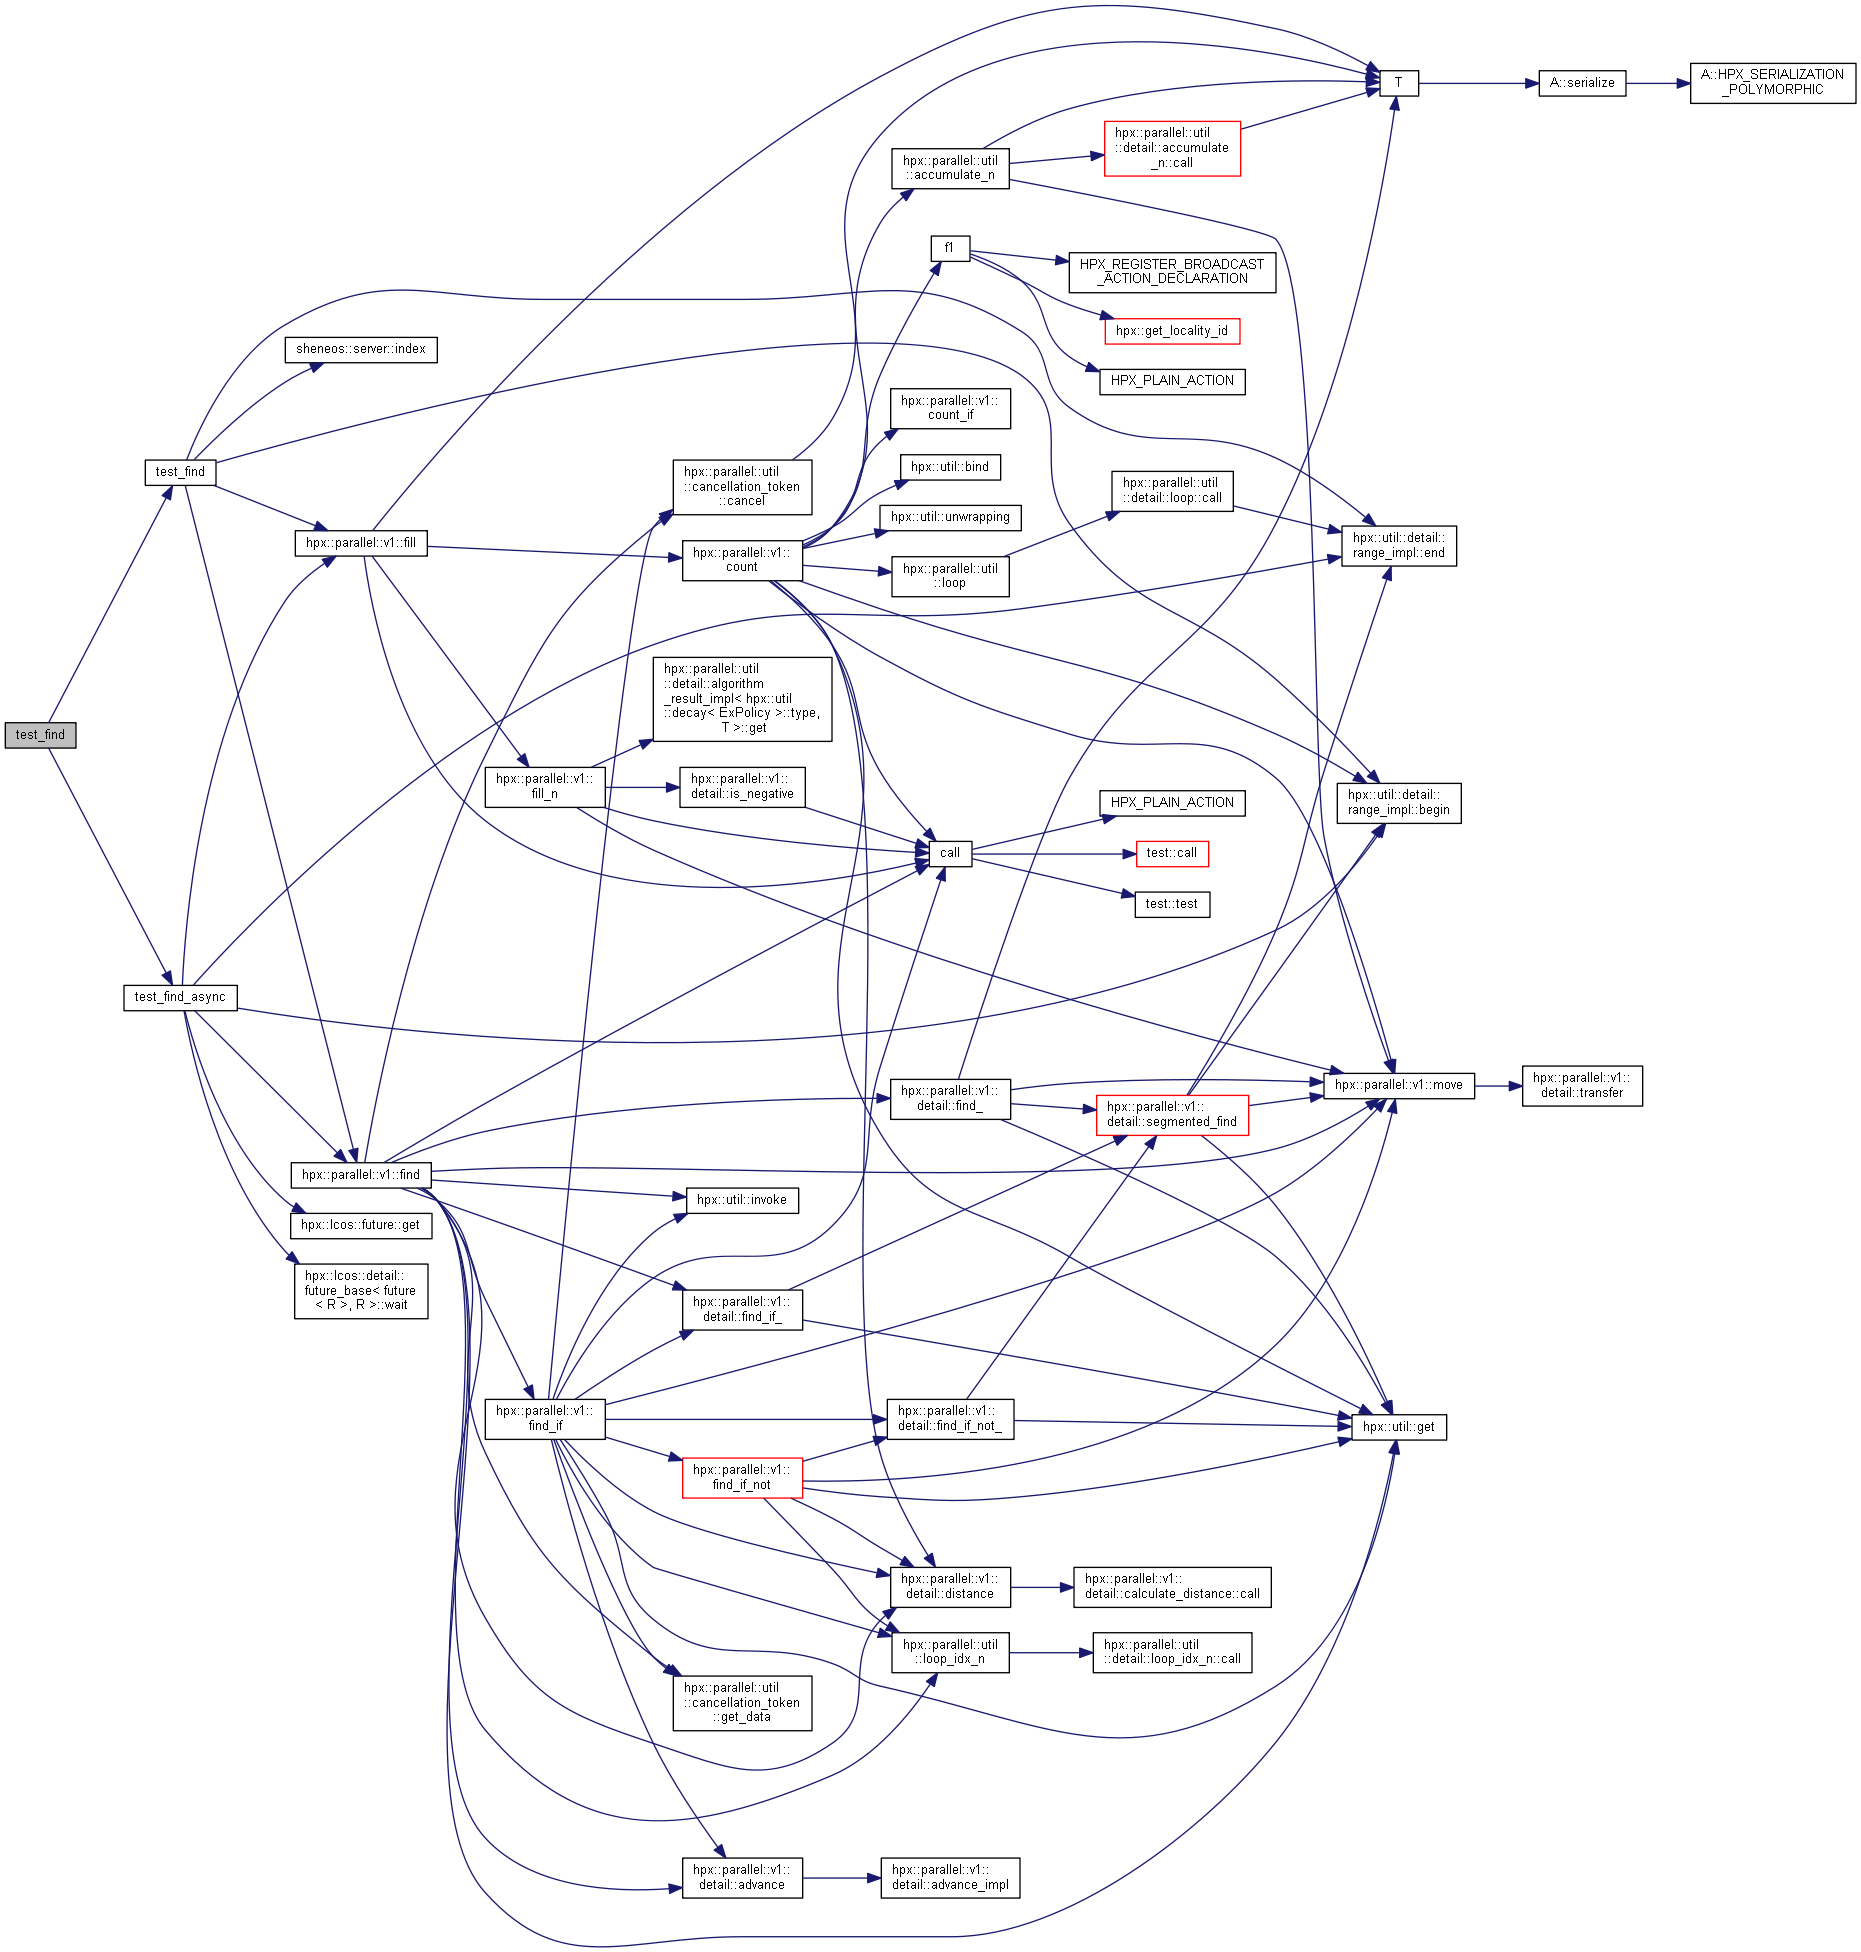 test_find
test_find
test_find_async
sheneos::server::index
hpx::parallel::v1::fill
hpx::parallel::v1::find
hpx::lcos::future::get
hpx::lcos::detail::
future_base< future
< R >, R >::wait
hpx::parallel::v1::
fill_n
hpx::parallel::v1::
find_if
hpx::parallel::util
::cancellation_token
::cancel
hpx::parallel::v1::
count
hpx::parallel::util
::detail::algorithm
_result_impl< hpx::util
::decay< ExPolicy >::type,
T >::get
hpx::parallel::v1::
detail::is_negative
hpx::util::invoke
hpx::parallel::v1::
detail::find_if_
hpx::parallel::v1::
find_if_not
hpx::parallel::util
::cancellation_token
::get_data
hpx::parallel::v1::
detail::advance
hpx::parallel::util
::accumulate_n
f1
hpx::parallel::v1::
count_if
hpx::util::bind
hpx::util::unwrapping
hpx::parallel::util
::loop
call
hpx::parallel::v1::
detail::find_
hpx::parallel::v1::
detail::find_if_not_
hpx::parallel::v1::
detail::distance
hpx::parallel::util
::loop_idx_n
hpx::parallel::v1::
detail::advance_impl
hpx::parallel::util
::detail::accumulate
_n::call
HPX_REGISTER_BROADCAST
_ACTION_DECLARATION
hpx::get_locality_id
HPX_PLAIN_ACTION
hpx::parallel::util
::detail::loop::call
HPX_PLAIN_ACTION
test::call
test::test
hpx::parallel::v1::
detail::segmented_find
hpx::parallel::v1::
detail::calculate_distance::call
hpx::parallel::util
::detail::loop_idx_n::call
T
hpx::util::detail::
range_impl::end
hpx::util::detail::
range_impl::begin
hpx::parallel::v1::move
hpx::util::get
A::serialize
hpx::parallel::v1::
detail::transfer
A::HPX_SERIALIZATION
_POLYMORPHIC